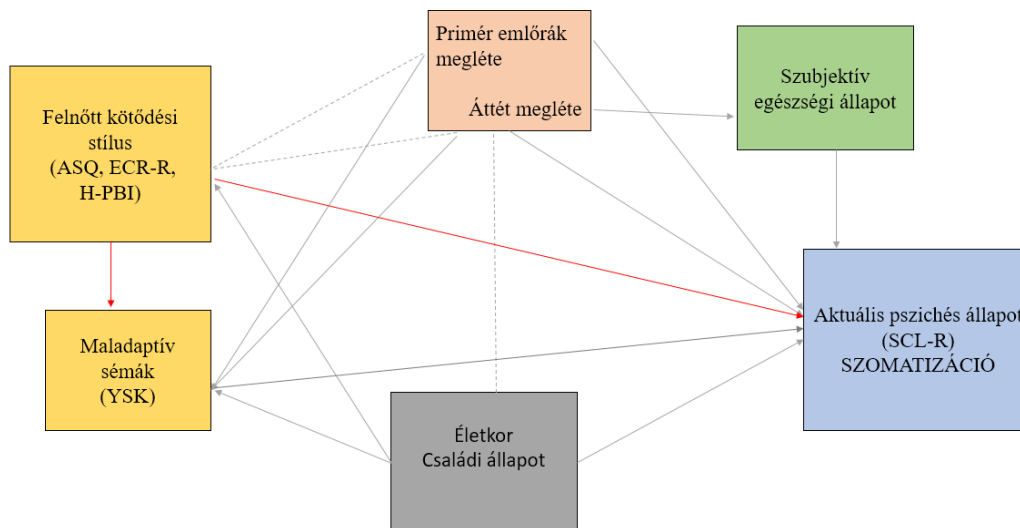 Primér emlőrák
megléte
Áttét megléte
Szubjektív
egészségi állapot
Felnőtt kötődési
stílus
(ASQ, ECR-R,
H-PBI)
Maladaptív
sémák
(YSK)
Aktuális pszichés állapot
(SCL-R)
SZOMATIZÁCIÓ
Életkor
Családi állapot